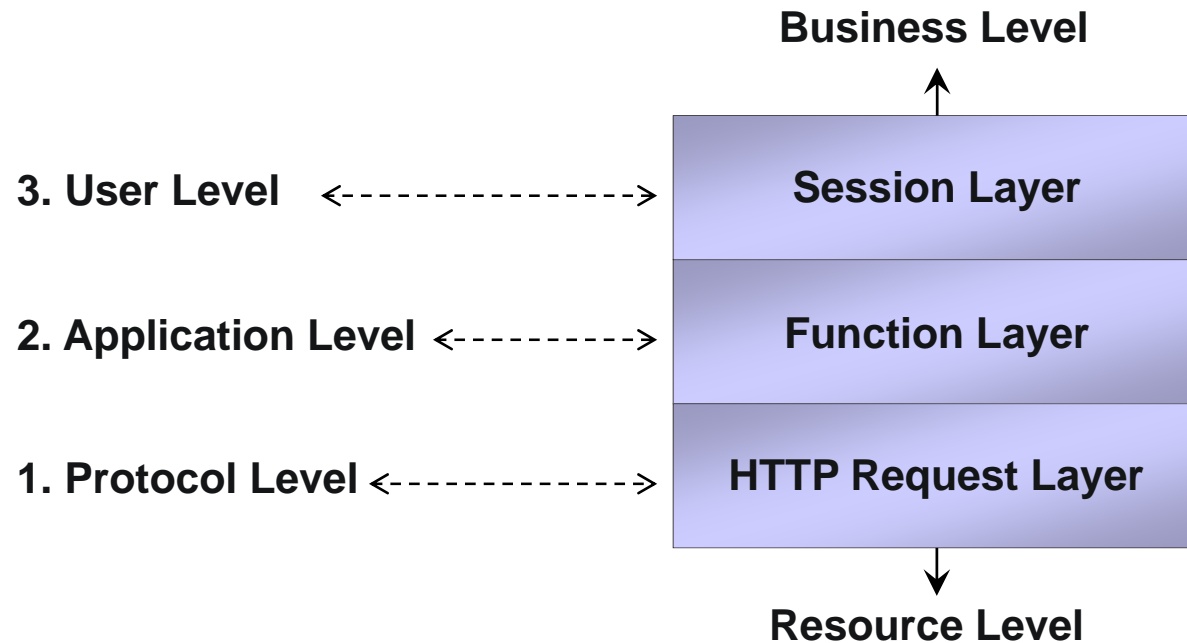 Business Level
3. User Level
Session Layer
2. Application Level
Function Layer
1. Protocol Level
HTTP Request Layer
Resource Level